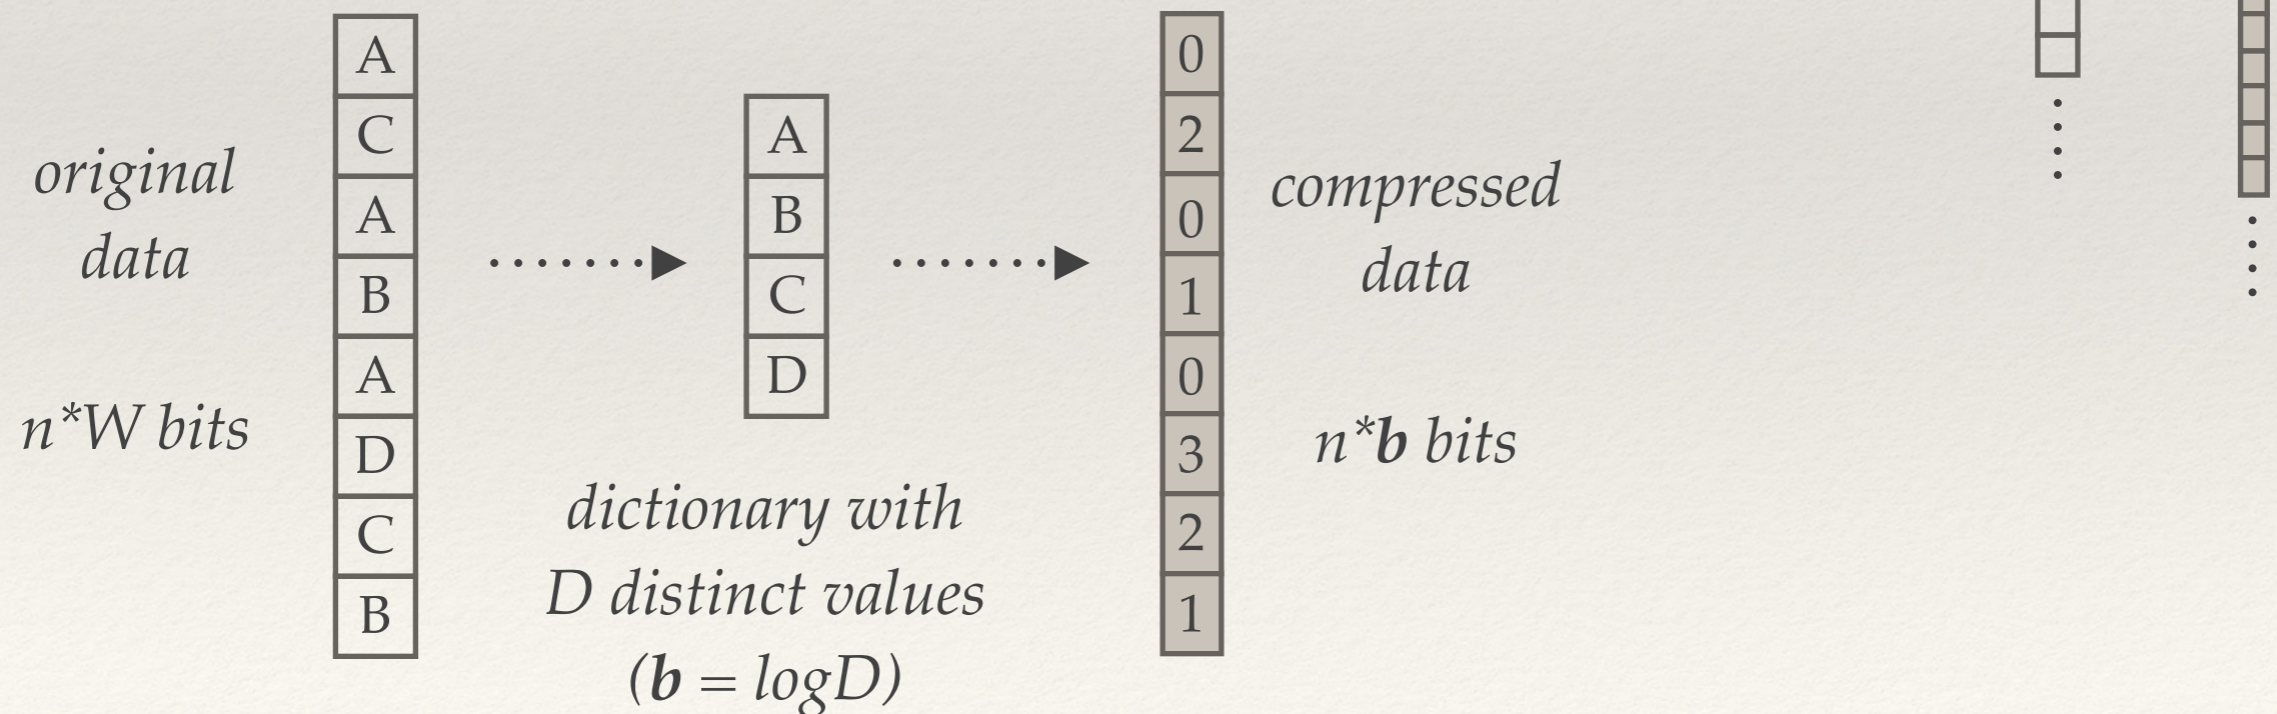 original
data
n*W bits
A
C
A
B
A
D
C
B
A
B
C
D
dictionary with
D distinct values
(b = logD)
0
2
0
1
0
3
2
1
compressed
data
n*b bits